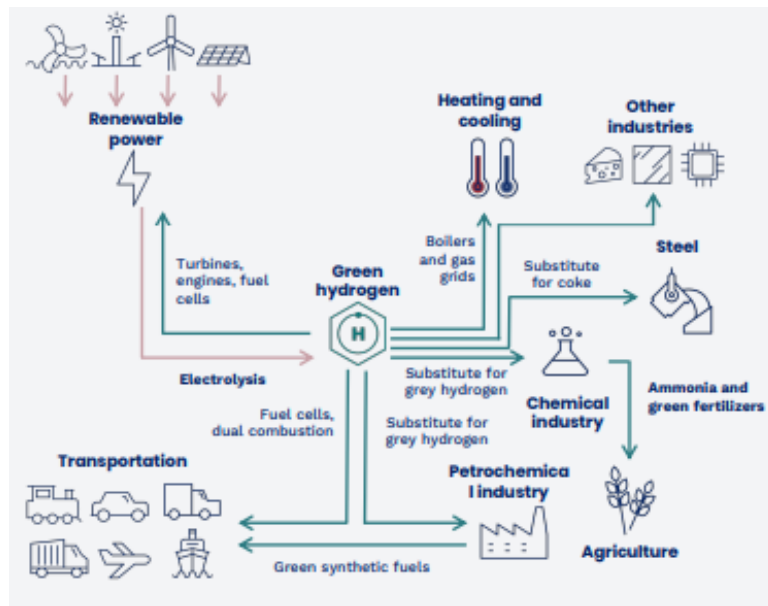 Renewable
power
Heating and
cooling
Other
industries
Turbines,
engines, fuel
cells
Green
hydrogen
H
Boilers
and gas
grids
Substitute
for coke
Steel
Electrolysis
Substitute for
grey hydrogen
Chemical
industry
Ammonia and
green fertilizers
Fuel cells,
dual combustion
Substitute for
grey hydrogen
Transportation
Petrochemica
l industry
Agriculture
Green synthetic fuels